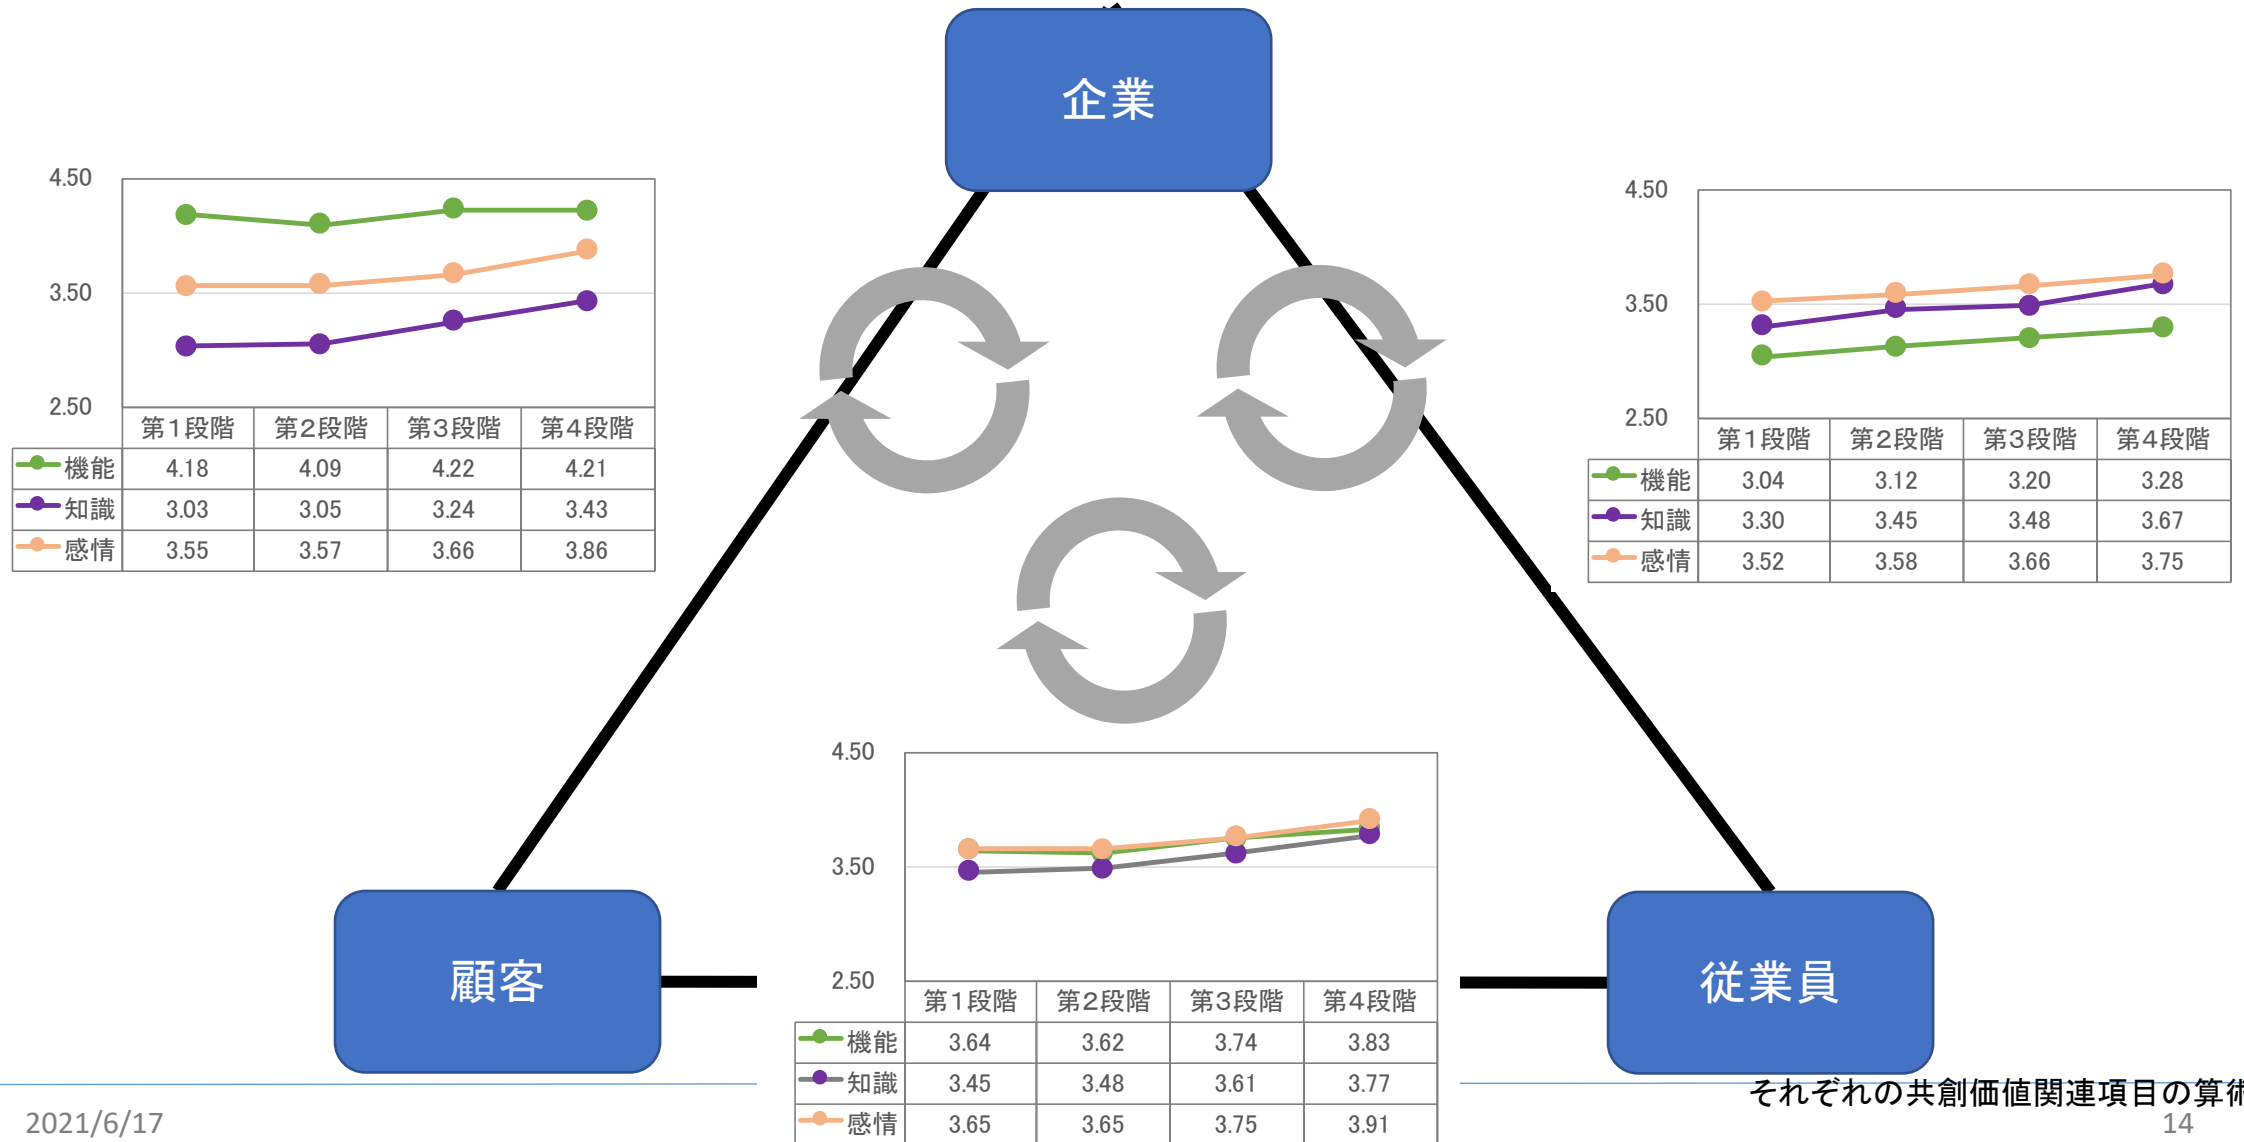 企業
4.50
3.50
2.50
第1段階 第2段階 第3段階 第4段階
機能 4.18 4.09 4.22 4.21
知識 3.03 3.05 3.24 3.43
感情 3.55 3.57 3.66 3.86
4.50
3.50
2.50
第1段階 第2段階 第3段階 第4段階
機能 3.04 3.12 3.20 3.28
知識 3.30 3.45 3.48 3.67
感情 3.52 3.58 3.66 3.75
4.50
3.50
2.50
第1段階 第2段階 第3段階 第4段階
機能 3.64 3.62 3.74 3.83
知識 3.45 3.48 3.61 3.77
感情 3.65 3.65 3.75 3.91
顧客
従業員
それぞれの共創価値関連項目の算術
2021/6/17
14